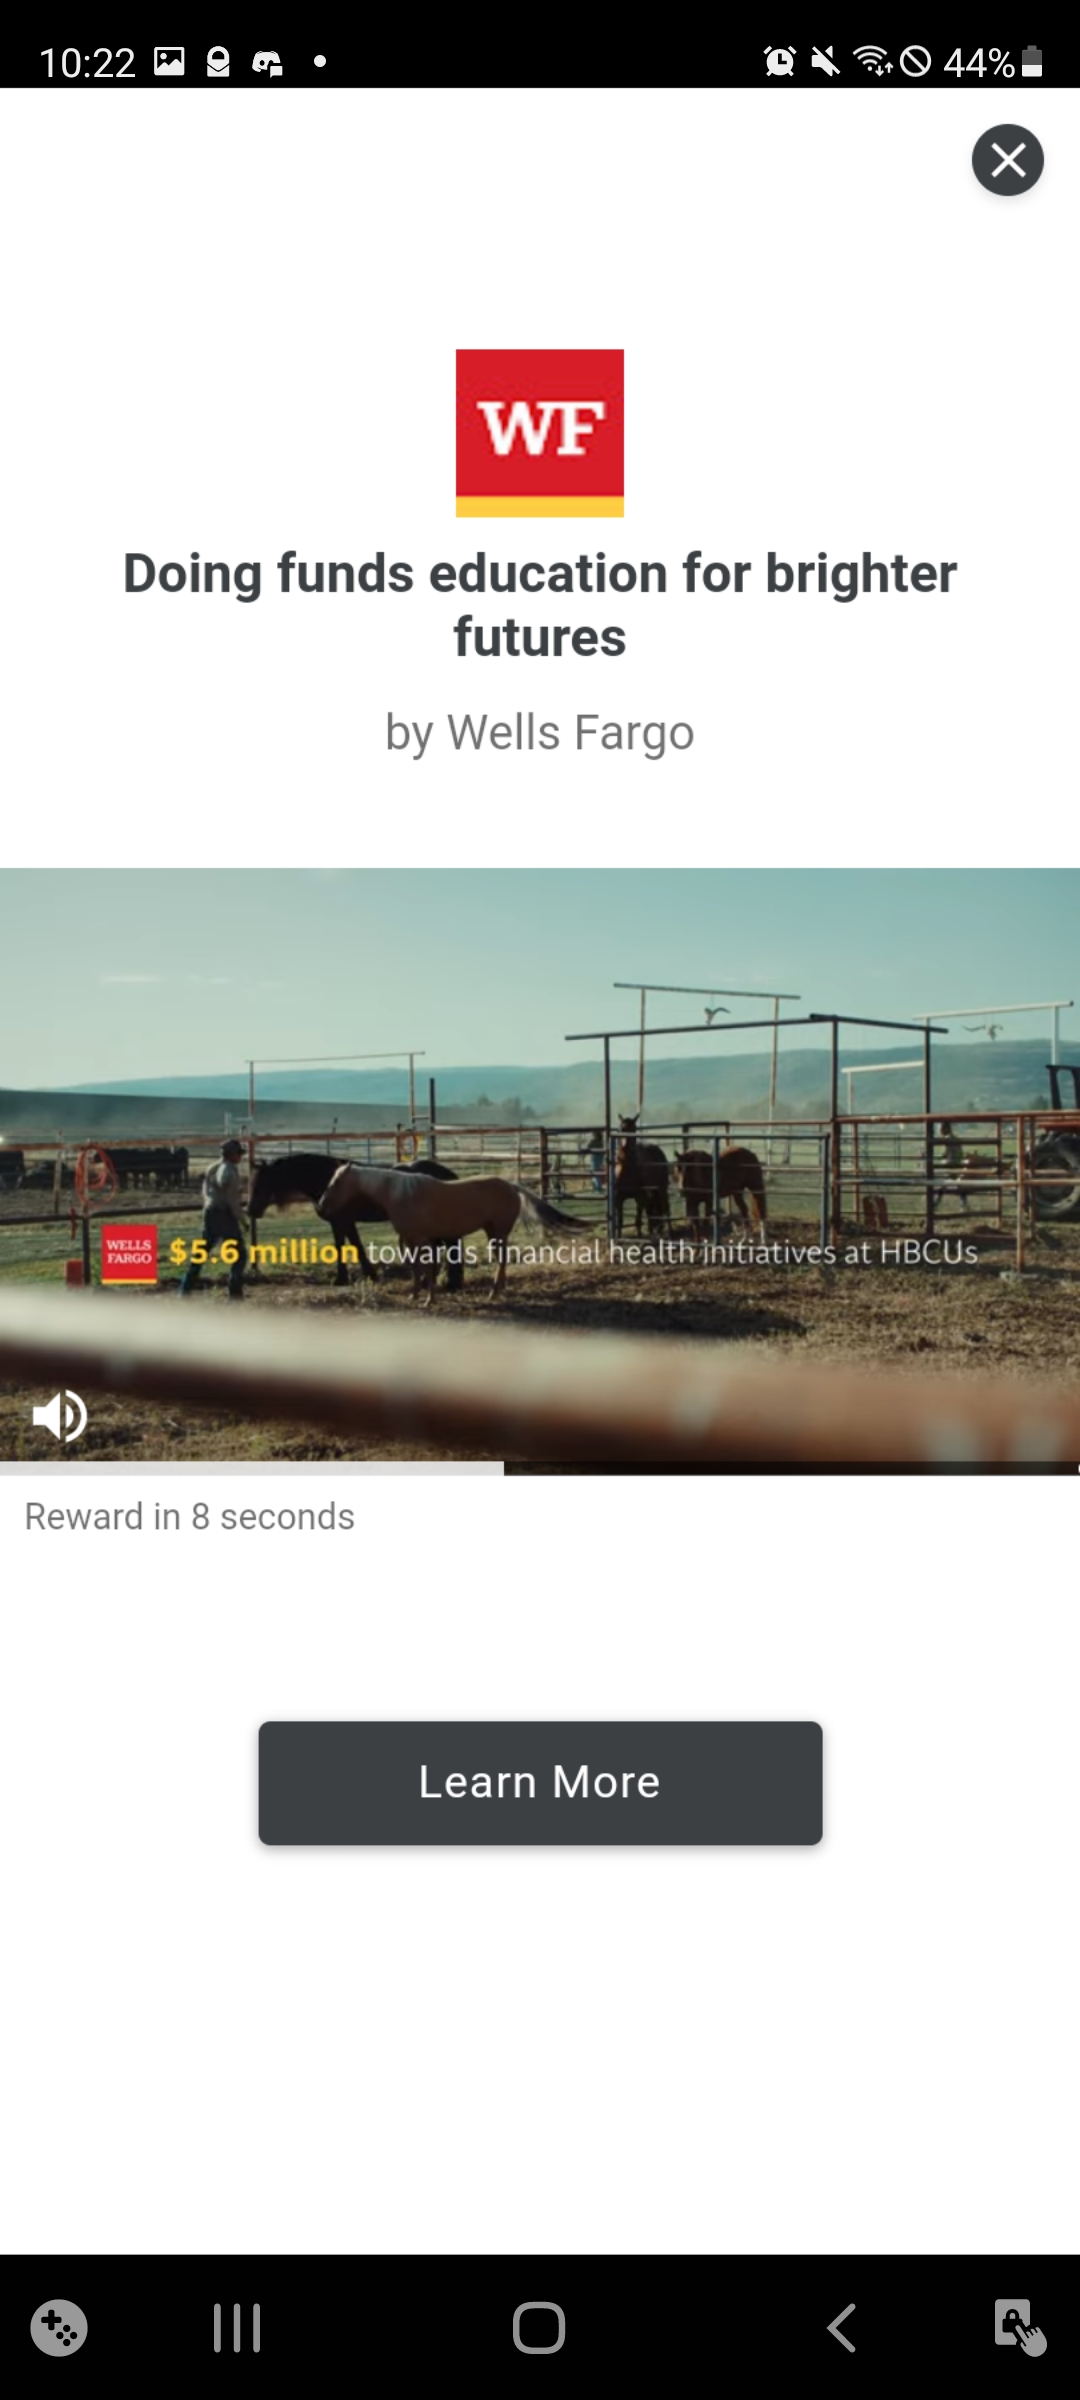 10:22
44%
WF
Doing funds education for brighter
futures
by Wells Fargo
WELLS
FARGO
$5.6 million towards financial health initiatives at HBCUs
Reward in 8 seconds
Learn More